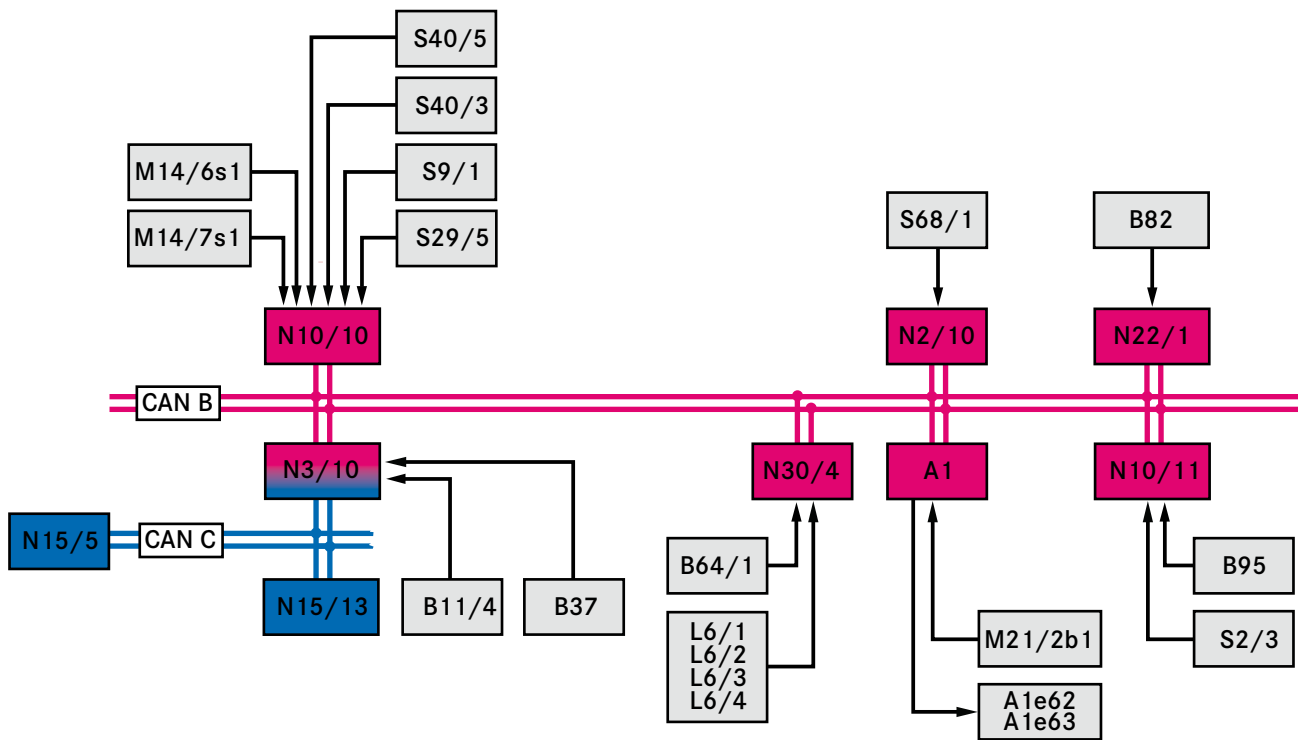 S40/5
S40/3
M14/6s1
S9/1
M14/7s1
S29/5
S68/1
B82
N10/10
N2/10
N22/1
CAN B
N3/10
N30/4
A1
N10/11
N15/5
CAN C
B64/1
B95
N15/13
B11/4
B37
L6/1
L6/2
L6/3
L6/4
M21/2b1
S2/3
A1e62
A1e63